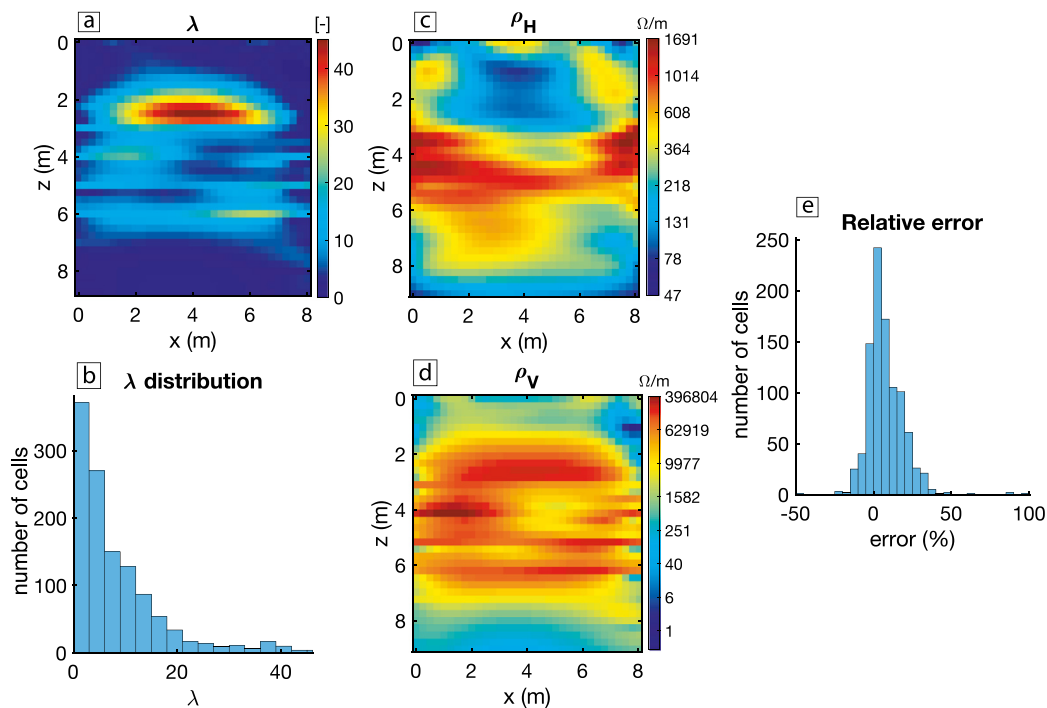 a
λ
[-]
0
2
4
6
8
z (m)
0 2 4 6 8
x (m)
40
30
20
10
0
c
ρH
Ω/m
0
2
4
6
8
z (m)
0 2 4 6 8
x (m)
1691
1014
608
364
218
131
78
47
b
λ distribution
300
200
100
0
number of cells
0 20 40
λ
d
ρV
Ω/m
0
2
4
6
8
z (m)
0 2 4 6 8
x (m)
396804
62919
9977
1582
251
40
6
1
e
Relative error
250
200
150
100
50
0
number of cells
-50 0 50 100
error (%)